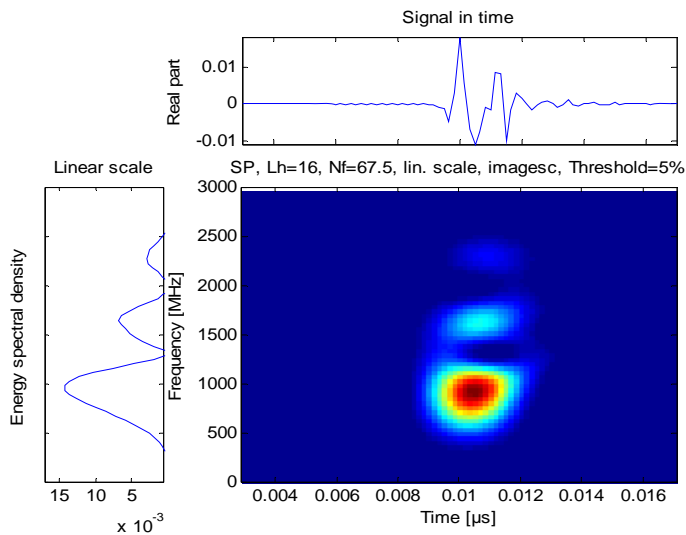 Signal in time
Real part
0.01
0
-0.01
Linear scale
SP, Lh=16, Nf=67.5, lin. scale, imagesc, Threshold=5%
Energy spectral density
15 10 5
x 10-3
Frequency [MHz]
3000
2500
2000
1500
1000
500
0
0.004 0.006 0.008 0.01 0.012 0.014 0.016
Time [µs]